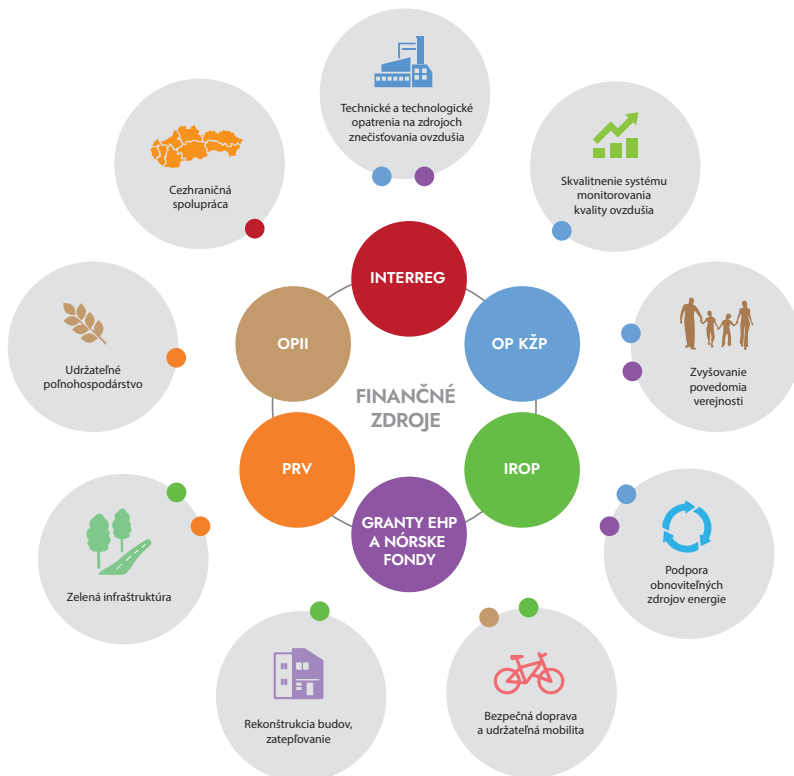 Technické a technologické
opatrenia na zdrojoch
znečisťovania ovzdušia
Cezhraničná
spolupráca
Skvalitnenie systému
monitorovania
kvality ovzdušia
INTERREG
OPII
OP KŽP
Udržateľné
poľnohospodárstvo
Zvyšovanie
povedomia
verejnosti
FINANČNÉ
ZDROJE
PRV
IROP
GRANTY EHP
A NÓRSKE
FONDY
Zelená infraštruktúra
Podpora
obnoviteľných
zdrojov energie
Rekonštrukcia budov,
zatepľovanie
Bezpečná doprava
a udržateľná mobilita